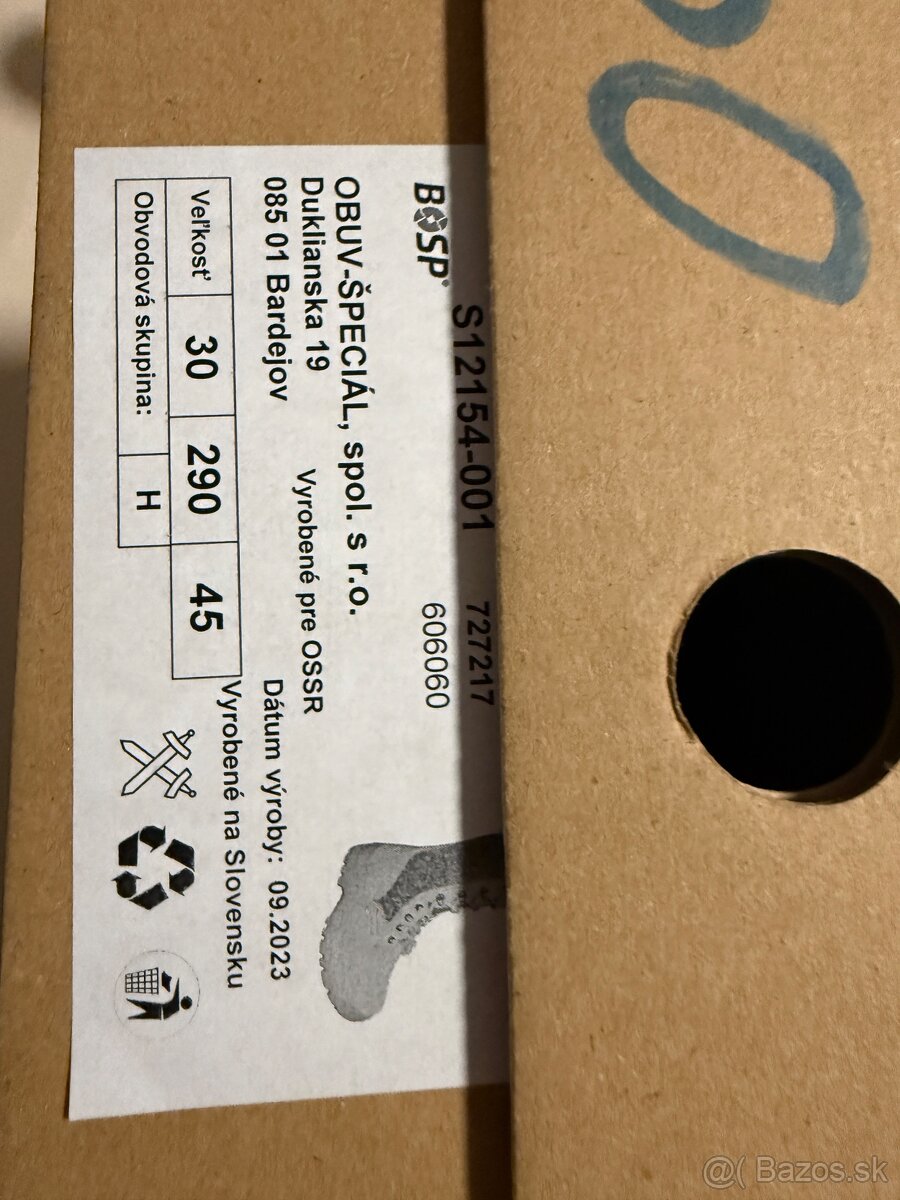 BOSP®
S12154-001 727217
606060
OBUV-ŠPECIÁL, spol. s r.o.
Duklianska 19
Vyrobené pre OSSR
085 01 Bardejov
Dátum výroby: 09.2023
Veľkosť 30 290 45
Vyrobené na Slovensku
Obvodová skupina: H
@( Bazos.sk